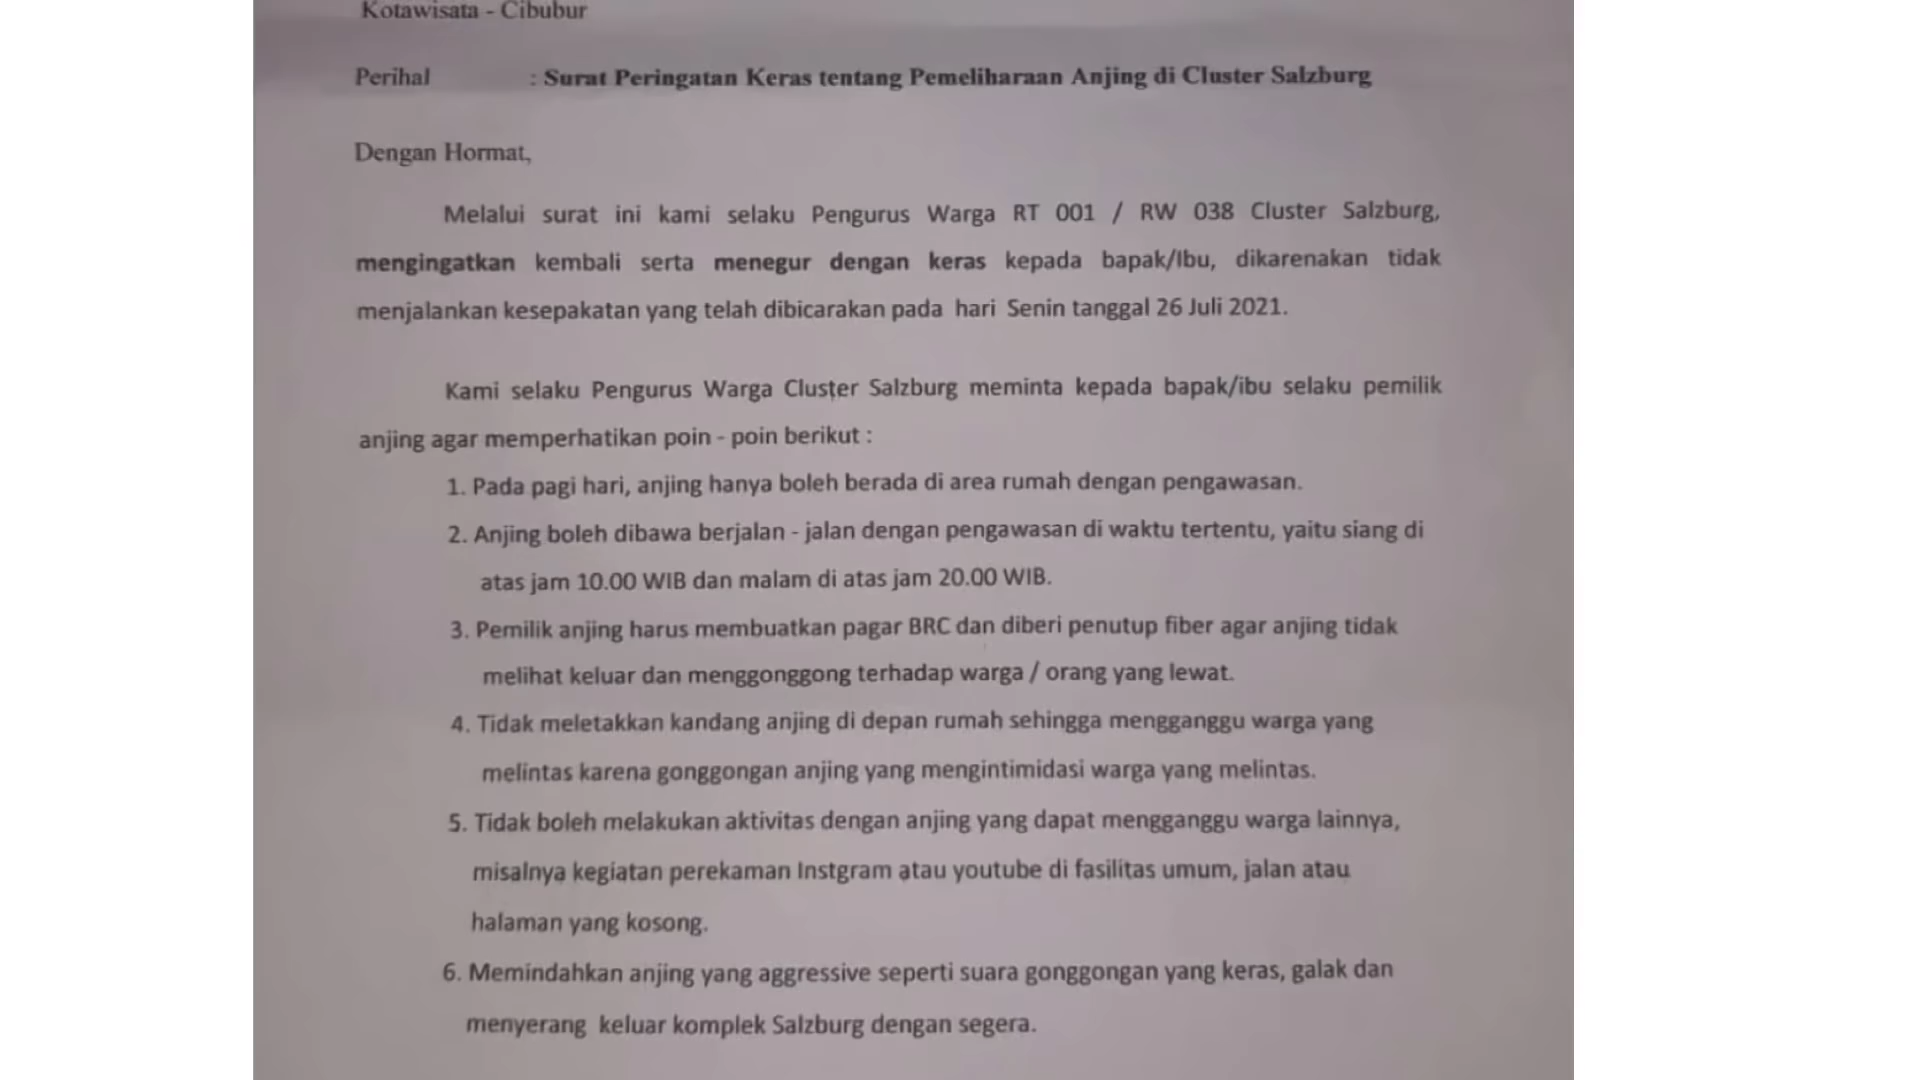 Kotawisata - Cibubur
Perihal : Surat Peringatan Keras tentang Pemeliharaan Anjing di Cluster Salzburg
Dengan Hormat,
Melalui surat ini kami selaku Pengurus Warga RT 001 / RW 038 Cluster Salzburg,
mengingatkan kembali serta menegur dengan keras kepada bapak/Ibu, dikarenakan tidak
menjalankan kesepakatan yang telah dibicarakan pada hari Senin tanggal 26 Juli 2021.
Kami selaku Pengurus Warga Cluster Salzburg meminta kepada bapak/ibu selaku pemilik
anjing agar memperhatikan poin - poin berikut :
1. Pada pagi hari, anjing hanya boleh berada di area rumah dengan pengawasan.
2. Anjing boleh dibawa berjalan - jalan dengan pengawasan di waktu tertentu, yaitu siang di
atas jam 10.00 WIB dan malam di atas jam 20.00 WIB.
3. Pemilik anjing harus membuatkan pagar BRC dan diberi penutup fiber agar anjing tidak
melihat keluar dan menggonggong terhadap warga / orang yang lewat.
4. Tidak meletakkan kandang anjing di depan rumah sehingga mengganggu warga yang
melintas karena gonggongan anjing yang mengintimidasi warga yang melintas.
5. Tidak boleh melakukan aktivitas dengan anjing yang dapat mengganggu warga lainnya,
misalnya kegiatan perekaman Instgram atau youtube di fasilitas umum, jalan atau
halaman yang kosong.
6. Memindahkan anjing yang aggressive seperti suara gonggongan yang keras, galak dan
menyerang keluar komplek Salzburg dengan segera.